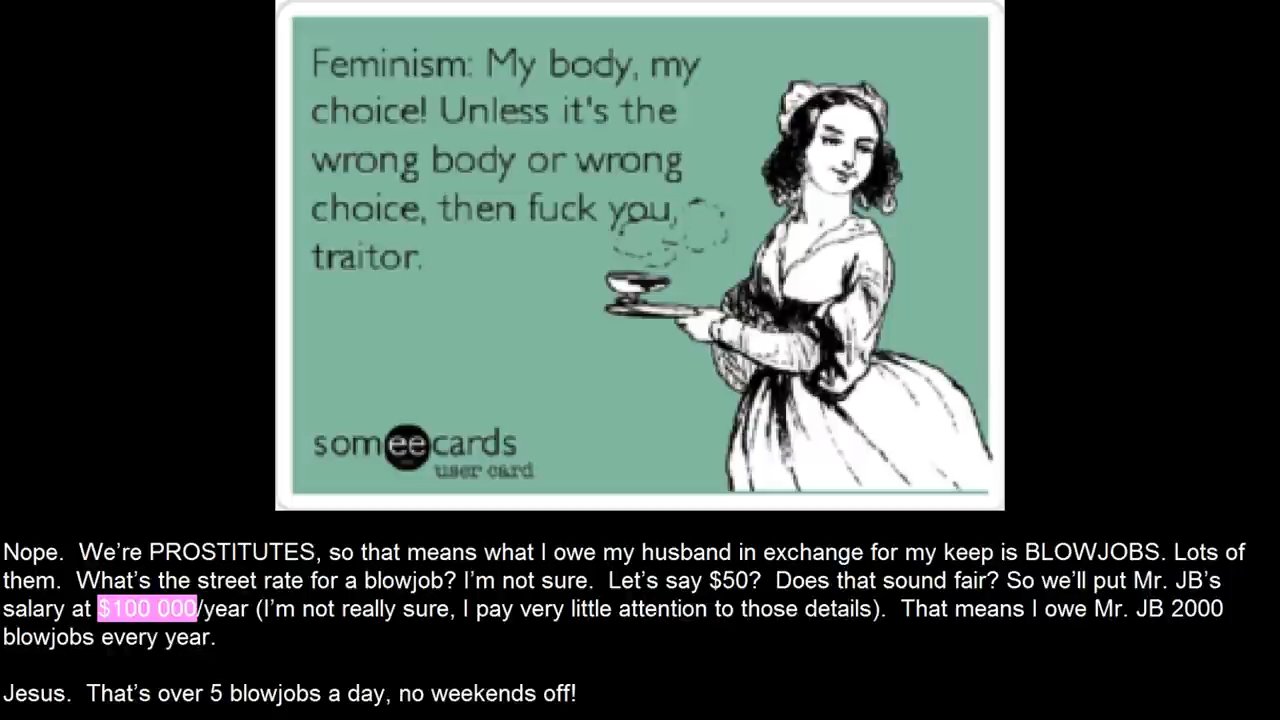 Feminism: My body, my
choice! Unless it's the
wrong body or wrong
choice, then fuck you,
traitor.
somee cards
user card
Nope.  We’re PROSTITUTES, so that means what I owe my husband in exchange for my keep is BLOWJOBS. Lots of
them.  What’s the street rate for a blowjob? I’m not sure.  Let’s say $50?  Does that sound fair? So we’ll put Mr. JB’s
salary at $100 000/year (I’m not really sure, I pay very little attention to those details).  That means I owe Mr. JB 2000
blowjobs every year.
Jesus.  That’s over 5 blowjobs a day, no weekends off!